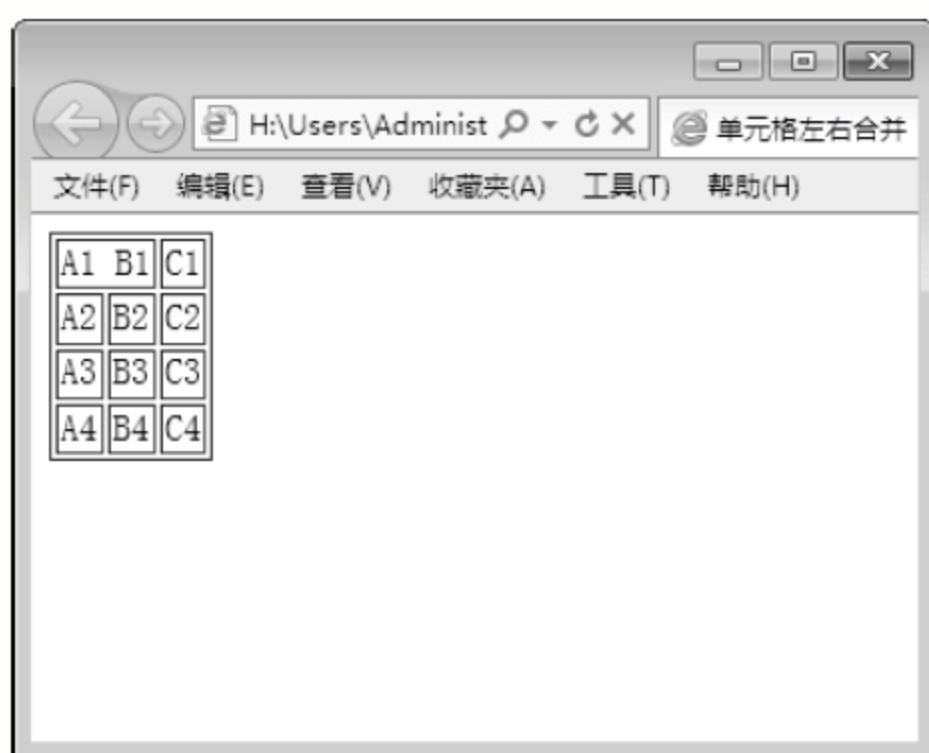 H:\Users\Administ
单元格左右合并
文件(F) 编辑(E) 查看(V) 收藏夹(A) 工具(T) 帮助(H)
A1 B1 C1
A2 B2 C2
A3 B3 C3
A4 B4 C4